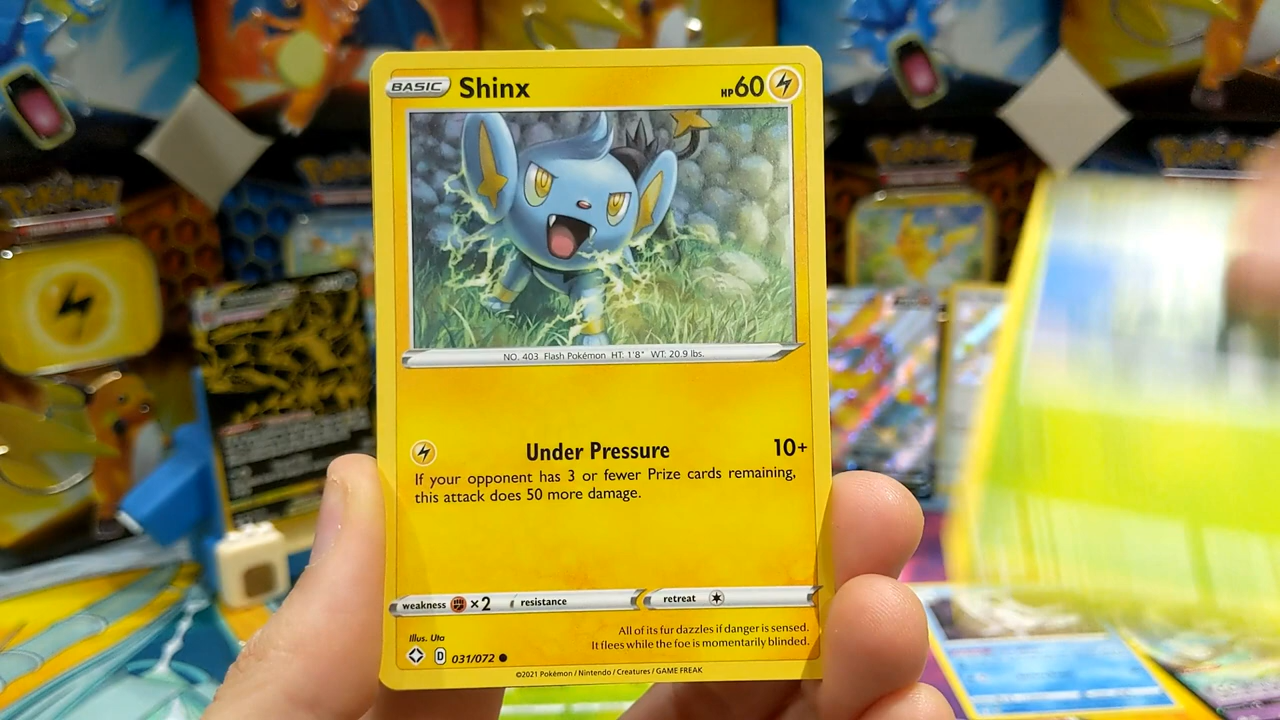 BASIC Shinx HP60
NO. 403 Flash Pokémon HT: 1'8" WT: 20.9 lbs.
Under Pressure 10+
If your opponent has 3 or fewer Prize cards remaining,
this attack does 50 more damage.
weakness ×2 resistance retreat
Illus. Uta
All of its fur dazzles if danger is sensed.
It flees while the foe is momentarily blinded.
D 031/072
©2021 Pokémon / Nintendo / Creatures / GAME FREAK